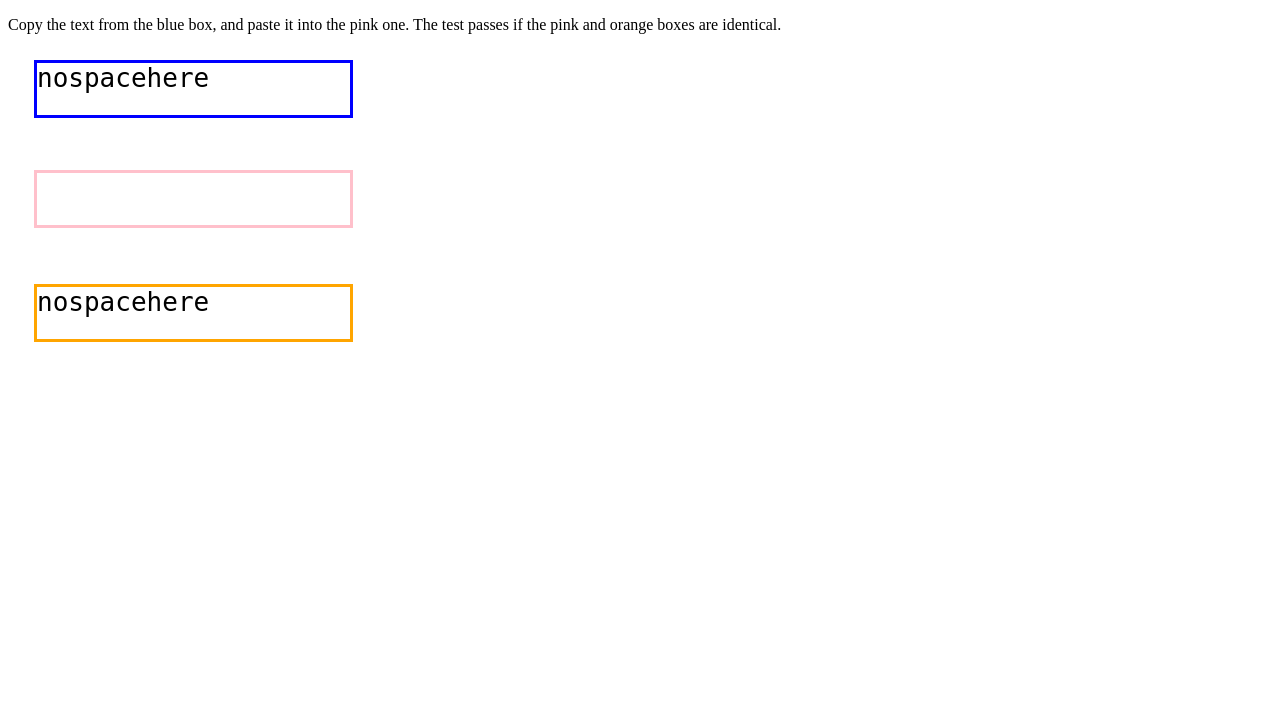 Copy the text from the blue box, and paste it into the pink one. The test passes if the pink and orange boxes are identical.
nospacehere
nospacehere